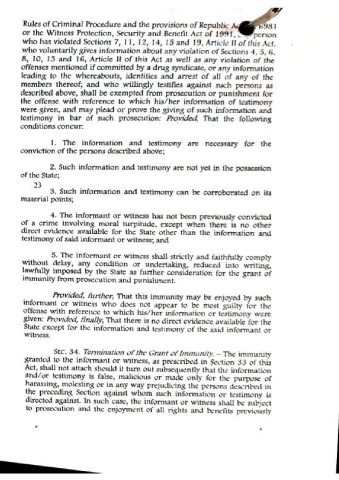 Rules of Criminal Procedure and the provisions of Republic Act 6981
or the Witness Protection, Security and Benefit Act of 1991, person
who has violated Sections 7, 11, 12, 14, 15 and 19, Article II of this Act,
who voluntarily gives information about any violation of Sections 4, 5, 6,
8, 10, 13 and 16, Article II of this Act as well as any violation of the
offenses mentioned if committed by a drug syndicate, or any information
leading to the whereabouts, identities and arrest of all of any of the
members thereof; and who willingly testifies against such persons as
described above, shall be exempted from prosecution or punishment for
the offense with reference to which his/her information of testimony
were given, and may plead or prove the giving of such information and
testimony in bar of such prosecution: Provided, That the following
conditions concur:
1. The information and testimony are necessary for the
conviction of the persons described above;
2. Such information and testimony are not yet in the possession
of the State;
23
3. Such information and testimony can be corroborated on its
material points;
4. The informant or witness has not been previously convicted
of a crime involving moral turpitude, except when there is no other
direct evidence available for the State other than the information and
testimony of said informant or witness; and
5. The informant or witness shall strictly and faithfully comply
without delay, any condition or undertaking, reduced into writing,
lawfully imposed by the State as further consideration for the grant of
immunity from prosecution and punishment.
Provided, further, That this immunity may be enjoyed by such
informant or witness who does not appear to be most guilty for the
offense with reference to which his/her information or testimony were
given: Provided, finally, That there is no direct evidence available for the
State except for the information and testimony of the said informant or
witness.
SEC. 34. Termination of the Grant of Immunity. – The immunity
granted to the informant or witness, as prescribed in Section 33 of this
Act, shall not attach should it turn out subsequently that the information
and/or testimony is false, malicious or made only for the purpose of
harassing, molesting or in any way prejudicing the persons described in
the preceding Section against whom such information or testimony is
directed against. In such case, the informant or witness shall be subject
to prosecution and the enjoyment of all rights and benefits previously